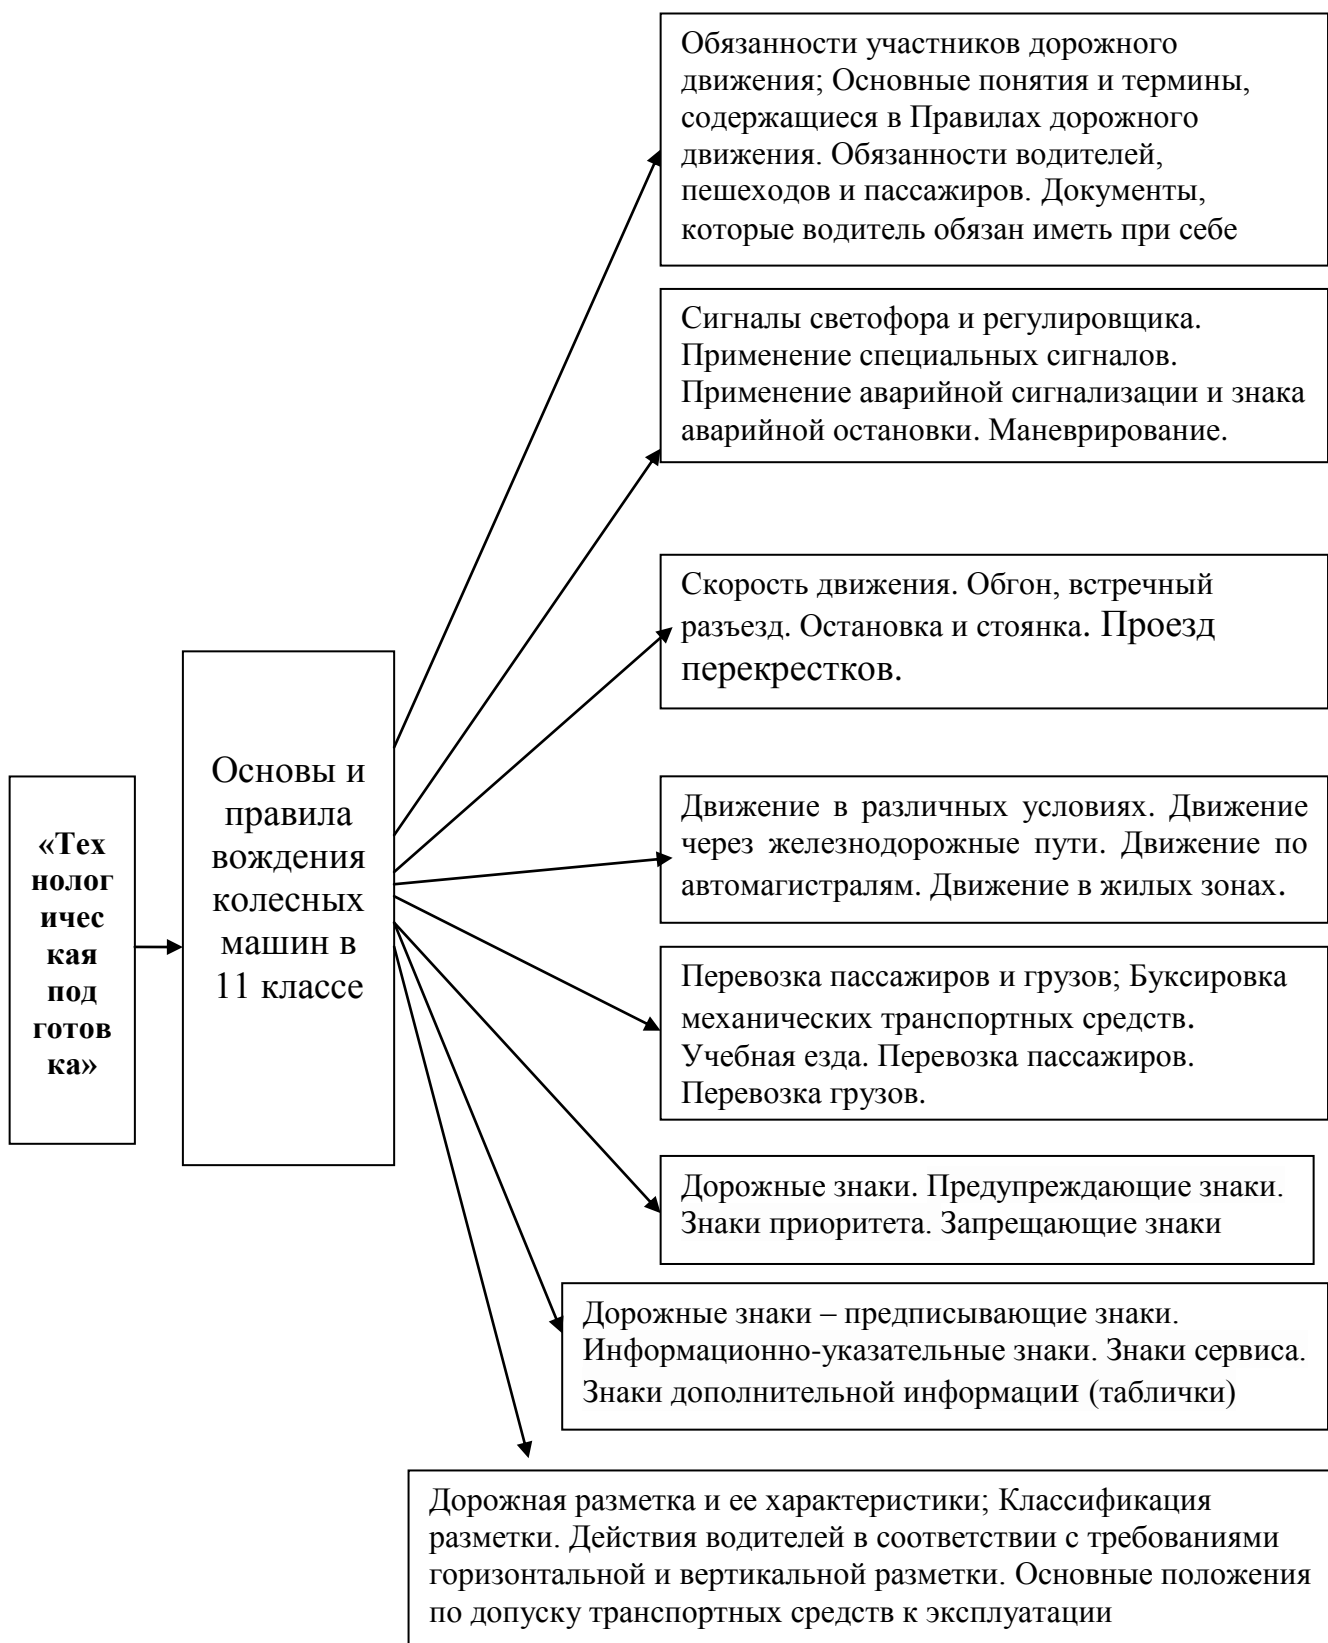 «Тех
нолог
ичес
кая
под
готов
ка»
Основы и
правила
вождения
колесных
машин в
11 классе
Обязанности участников дорожного
движения; Основные понятия и термины,
содержащиеся в Правилах дорожного
движения. Обязанности водителей,
пешеходов и пассажиров. Документы,
которые водитель обязан иметь при себе
Сигналы светофора и регулировщика.
Применение специальных сигналов.
Применение аварийной сигнализации и знака
аварийной остановки. Маневрирование.
Скорость движения. Обгон, встречный
разъезд. Остановка и стоянка. Проезд
перекрестков.
Движение в различных условиях. Движение
через железнодорожные пути. Движение по
автомагистралям. Движение в жилых зонах.
Перевозка пассажиров и грузов; Буксировка
механических транспортных средств.
Учебная езда. Перевозка пассажиров.
Перевозка грузов.
Дорожные знаки. Предупреждающие знаки.
Знаки приоритета. Запрещающие знаки
Дорожные знаки – предписывающие знаки.
Информационно-указательные знаки. Знаки сервиса.
Знаки дополнительной информации (таблички)
Дорожная разметка и ее характеристики; Классификация
разметки. Действия водителей в соответствии с требованиями
горизонтальной и вертикальной разметки. Основные положения
по допуску транспортных средств к эксплуатации